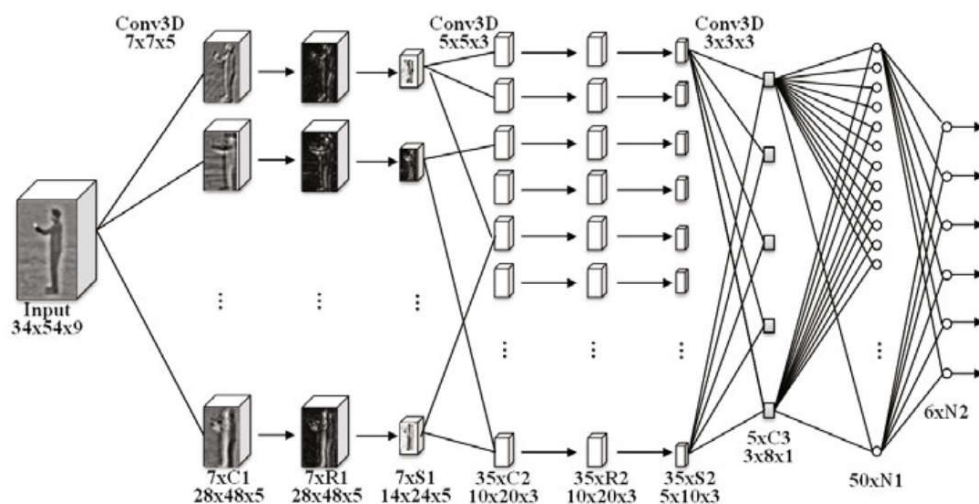 Conv3D
7x7x5
Conv3D
5x5x3
Conv3D
3x3x3
Input
34x54x9
7xC1
28x48x5
7xR1
28x48x5
7xS1
14x24x5
35xC2
10x20x3
35xR2
10x20x3
35xS2
5x10x3
5xC3
3x8x1
50xN1
6xN2